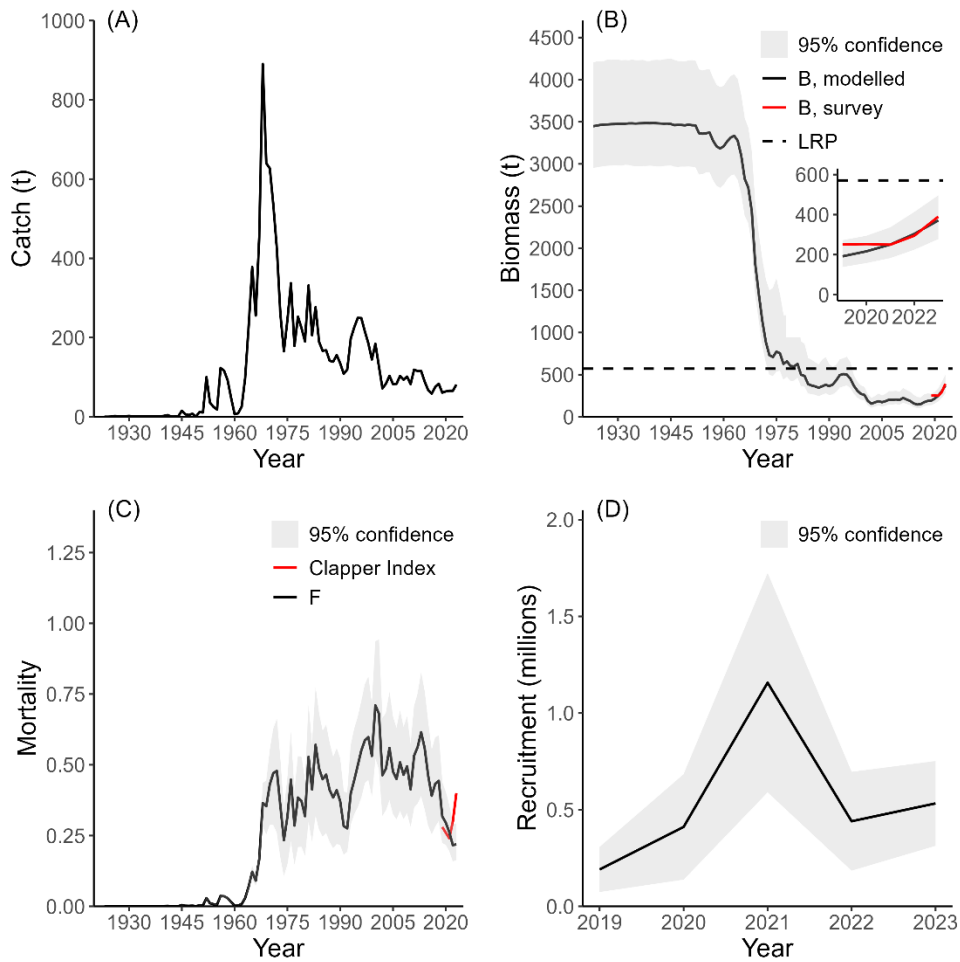 (A)
1000
800
600
400
200
0
Catch (t)
1930 1945 1960 1975 1990 2005 2020
Year
(B)
95% confidence
B, modelled
B, survey
LRP
4500
4000
3500
3000
2500
2000
1500
1000
500
0
Biomass (t)
600
400
200
0
2020 2022
1930 1945 1960 1975 1990 2005 2020
Year
(C)
95% confidence
Clapper Index
F
1.25
1.00
0.75
0.50
0.25
0.00
Mortality
1930 1945 1960 1975 1990 2005 2020
Year
(D)
95% confidence
2.0
1.5
1.0
0.5
0.0
Recruitment (millions)
2019 2020 2021 2022 2023
Year